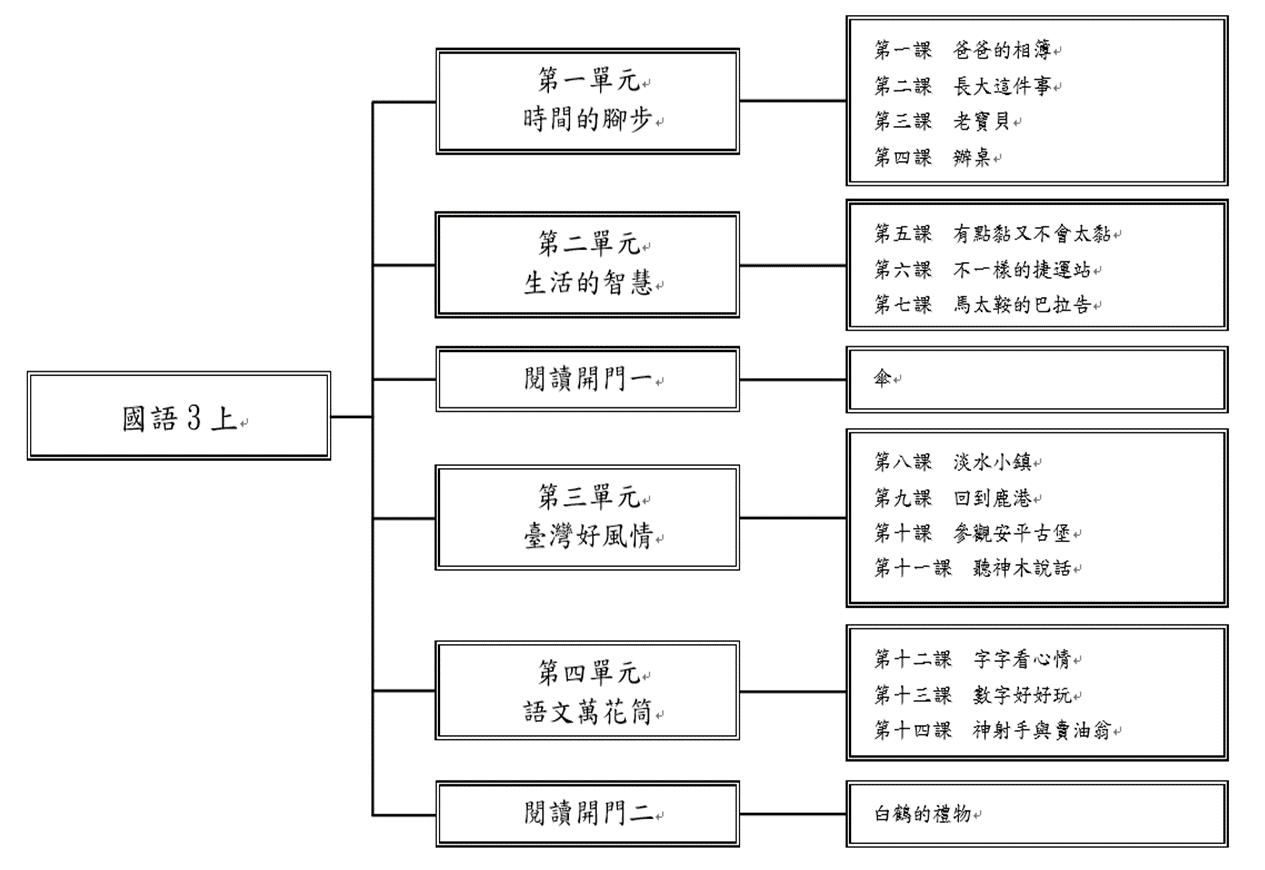 國語3上
第一單元
時間的腳步
第一課 爸爸的相簿
第二課 長大這件事
第三課 老寶貝
第四課 辦桌
第二單元
生活的智慧
第五課 有點黏又不會太黏
第六課 不一樣的捷運站
第七課 馬太鞍的巴拉告
閱讀開門一
傘
第三單元
臺灣好風情
第八課 淡水小鎮
第九課 回到鹿港
第十課 參觀安平古堡
第十一課 聽神木說話
第四單元
語文萬花筒
第十二課 字字看心情
第十三課 數字好好玩
第十四課 神射手與賣油翁
閱讀開門二
白鶴的禮物